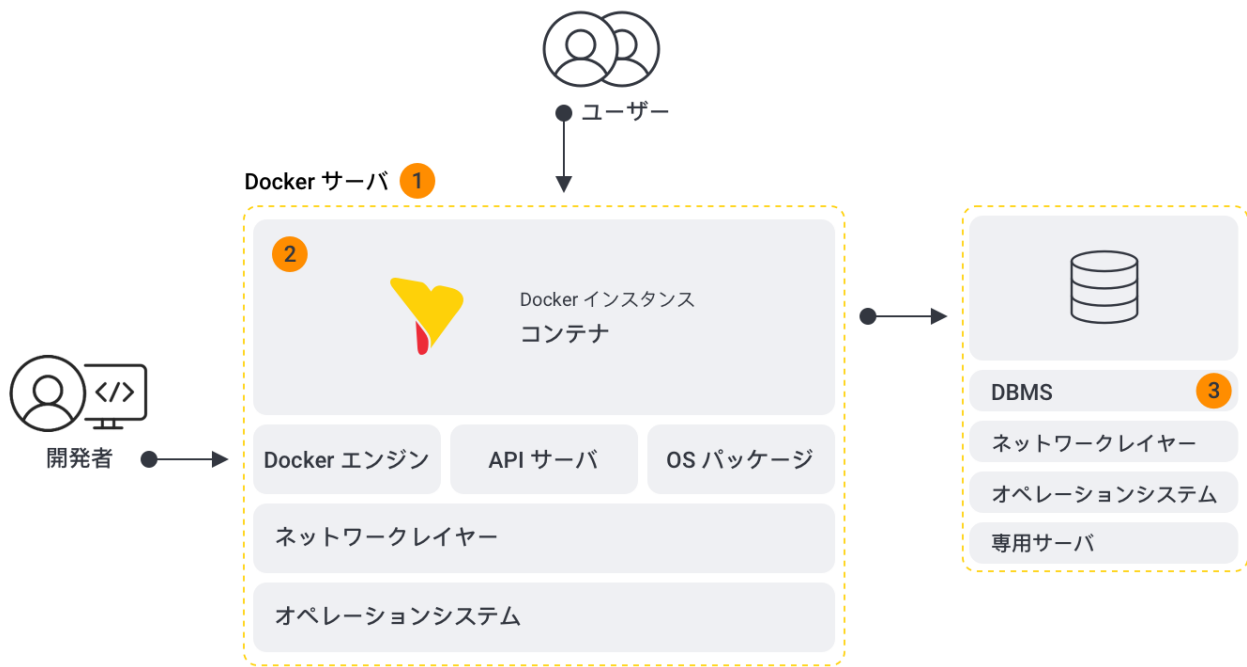 ユーザー
Docker サーバ 1
2
Docker インスタンス
コンテナ
開発者
Docker エンジン
API サーバ
OS パッケージ
ネットワークレイヤー
オペレーションシステム
DBMS 3
ネットワークレイヤー
オペレーションシステム
専用サーバ